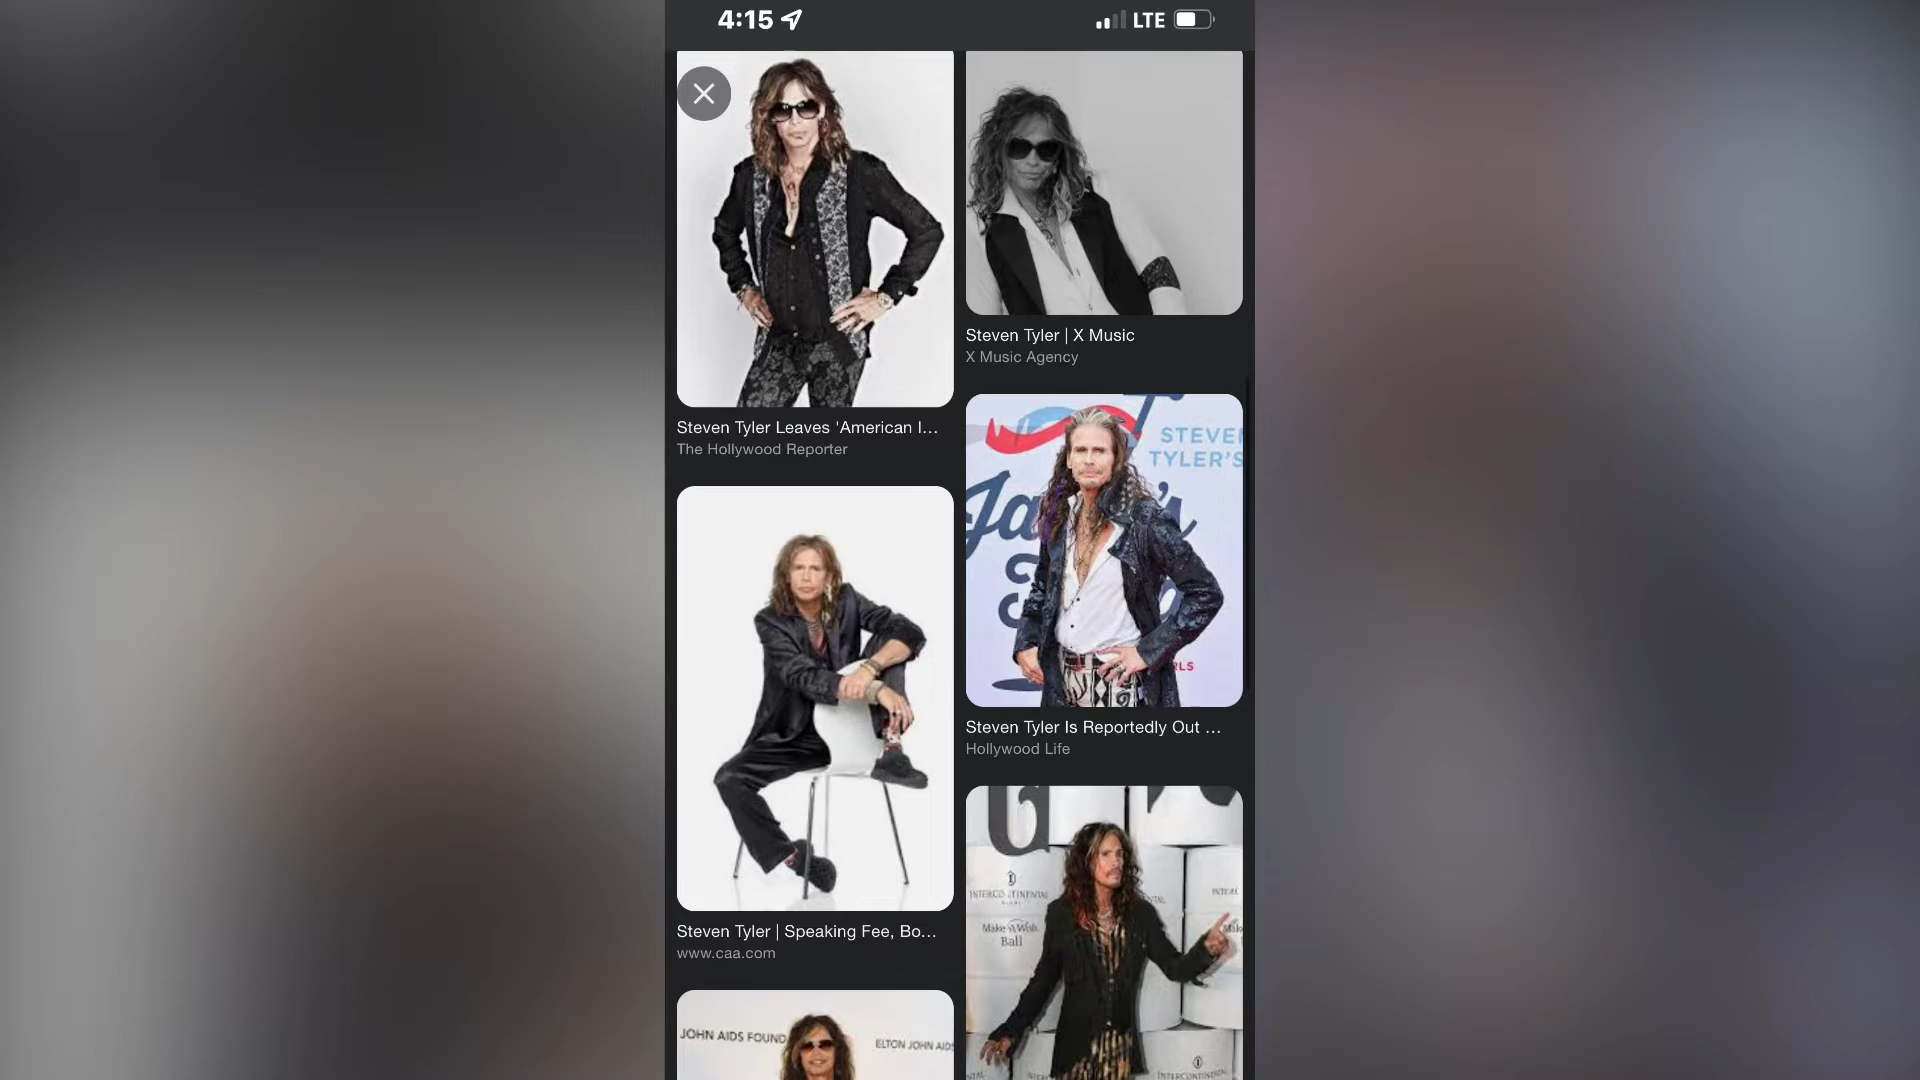 4:15
LTE
Steven Tyler Leaves 'American I...
The Hollywood Reporter
Steven Tyler | X Music
X Music Agency
STEVE
TYLER'S
Steven Tyler Is Reportedly Out ...
Hollywood Life
Steven Tyler | Speaking Fee, Bo...
www.caa.com
G
Make A Wish
Ball
INTERCONTINENTAL
JOHN AIDS FOUND
ELTON JOHN AIDS